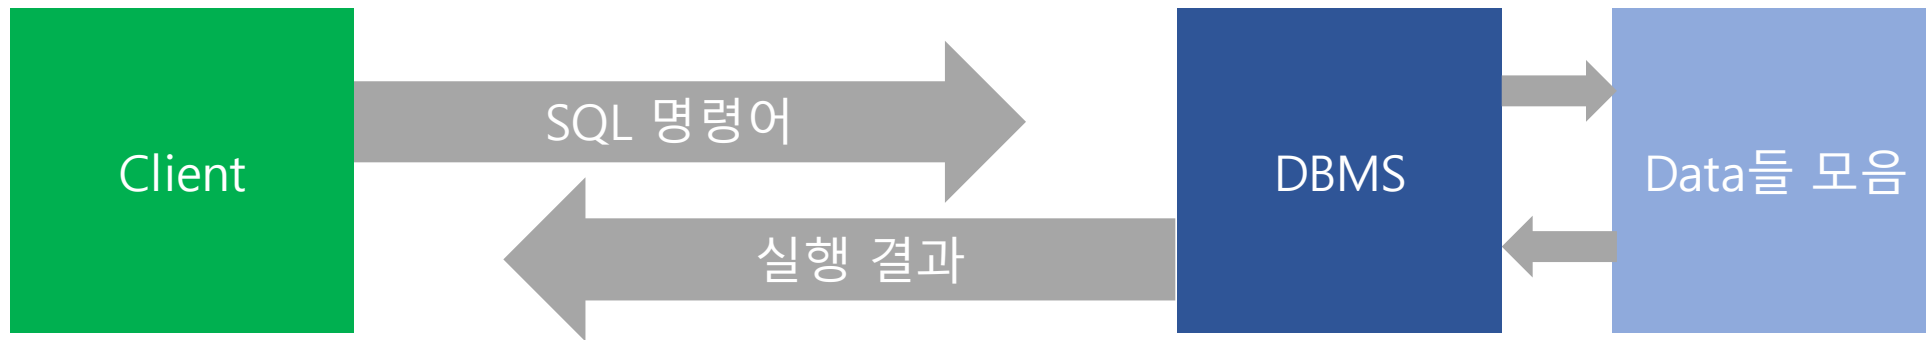 Client
SQL 명령어
실행 결과
DBMS
Data들 모음